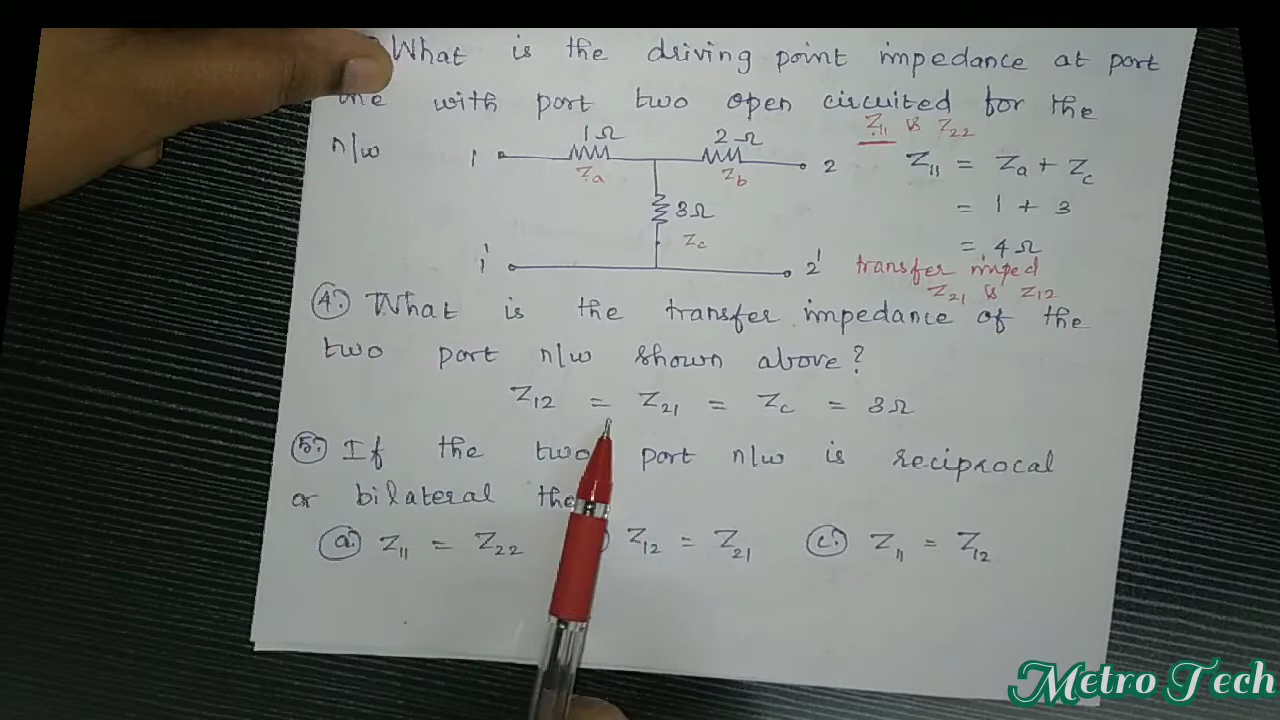 What is the driving point impedance at port
one with port two open circuited for the
n/w
Z11 & Z22
1 1Ω 2Ω 2
Za Zb
3Ω
Zc
1' 2'
Z11 = Za + Zc
= 1 + 3
= 4Ω
transfer imped
Z21 & Z12
4. What is the transfer impedance of the
two port n/w shown above?
Z12 = Z21 = Zc = 3Ω
5. If the two port n/w is reciprocal
or bilateral the
a. Z11 = Z22 Z12 = Z21 c. Z11 = Z12
Metro Tech